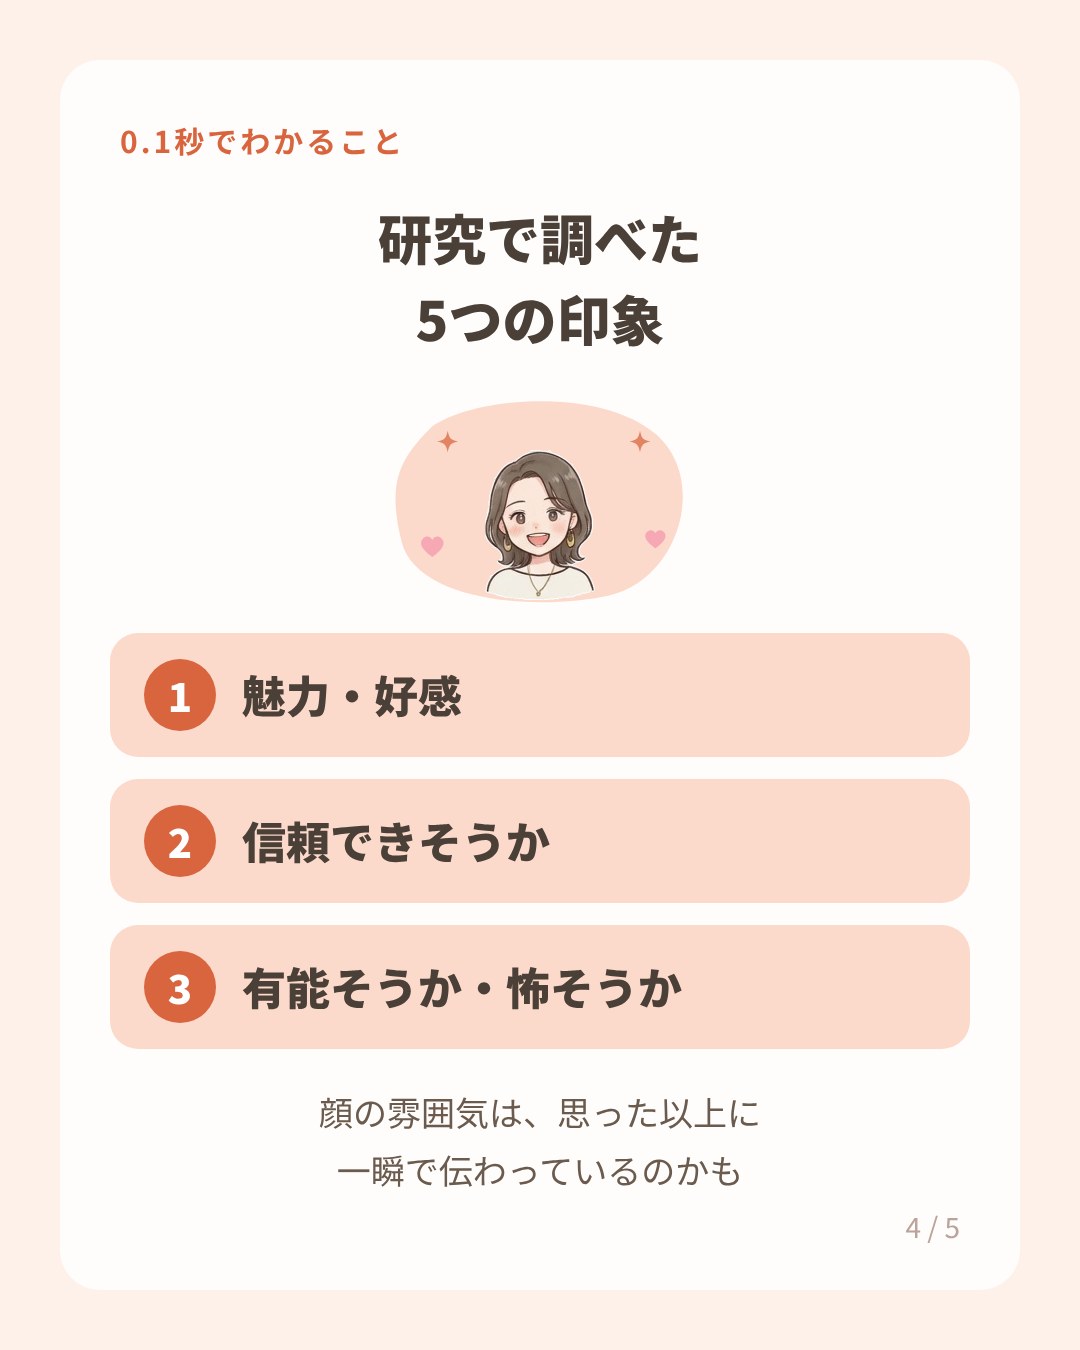 0.1秒でわかること
研究で調べた
5つの印象
1 魅力・好感
2 信頼できそうか
3 有能そうか・怖そうか
顔の雰囲気は、思った以上に
一瞬で伝わっているのかも
4 / 5